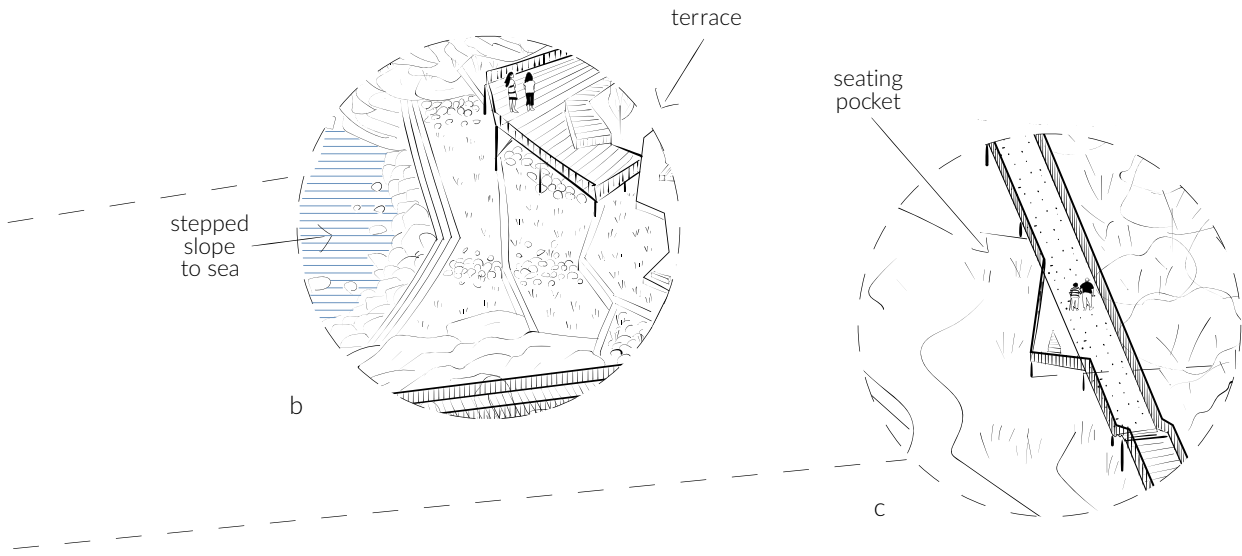 terrace
seating
pocket
stepped
slope
to sea
b
c